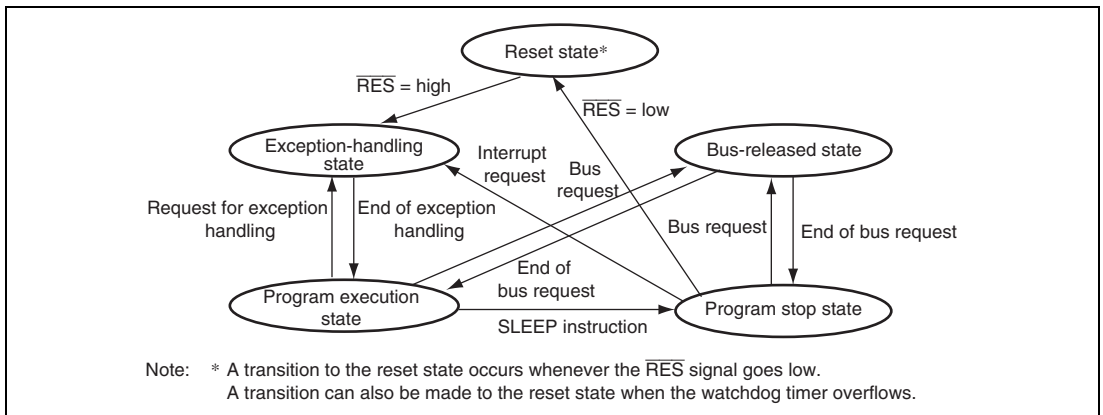 Reset state*
R̅E̅S̅ = high
R̅E̅S̅ = low
Exception-handling
state
Interrupt
request
Bus
request
Bus-released state
Request for exception
handling
End of exception
handling
Bus request
End of bus request
End of
bus request
Program execution
state
SLEEP instruction
Program stop state
Note: * A transition to the reset state occurs whenever the R̅E̅S̅ signal goes low.
A transition can also be made to the reset state when the watchdog timer overflows.